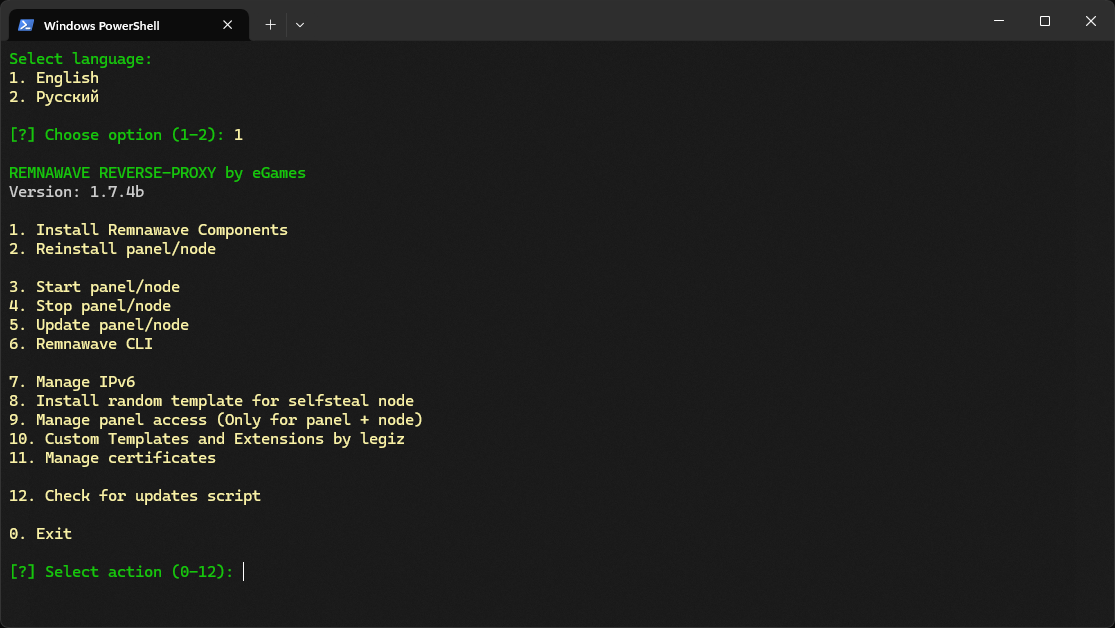 Windows PowerShell
Select language:
1. English
2. Русский
[?] Choose option (1-2): 1
REMNAWAVE REVERSE-PROXY by eGames
Version: 1.7.4b
1. Install Remnawave Components
2. Reinstall panel/node
3. Start panel/node
4. Stop panel/node
5. Update panel/node
6. Remnawave CLI
7. Manage IPv6
8. Install random template for selfsteal node
9. Manage panel access (Only for panel + node)
10. Custom Templates and Extensions by legiz
11. Manage certificates
12. Check for updates script
0. Exit
[?] Select action (0-12):